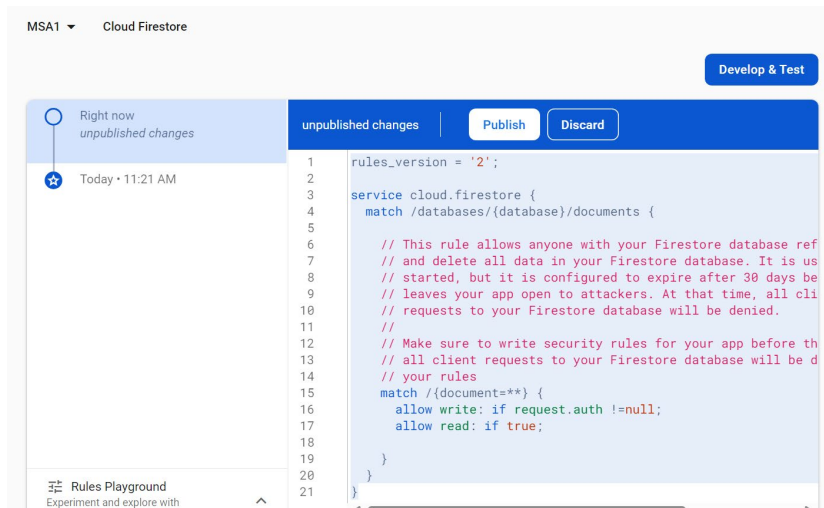 MSA1 Cloud Firestore
Develop & Test
Right now
unpublished changes
Today • 11:21 AM
unpublished changes Publish Discard
1 rules_version = '2';
2
3 service cloud.firestore {
4 match /databases/{database}/documents {
5
6 // This rule allows anyone with your Firestore database ref
7 // and delete all data in your Firestore database. It is us
8 // started, but it is configured to expire after 30 days be
9 // leaves your app open to attackers. At that time, all cli
10 // requests to your Firestore database will be denied.
11 //
12 // Make sure to write security rules for your app before th
13 // all client requests to your Firestore database will be d
14 // your rules
15 match /{document=**} {
16 allow write: if request.auth !=null;
17 allow read: if true;
18
19 }
20 }
21 }
Rules Playground
Experiment and explore with